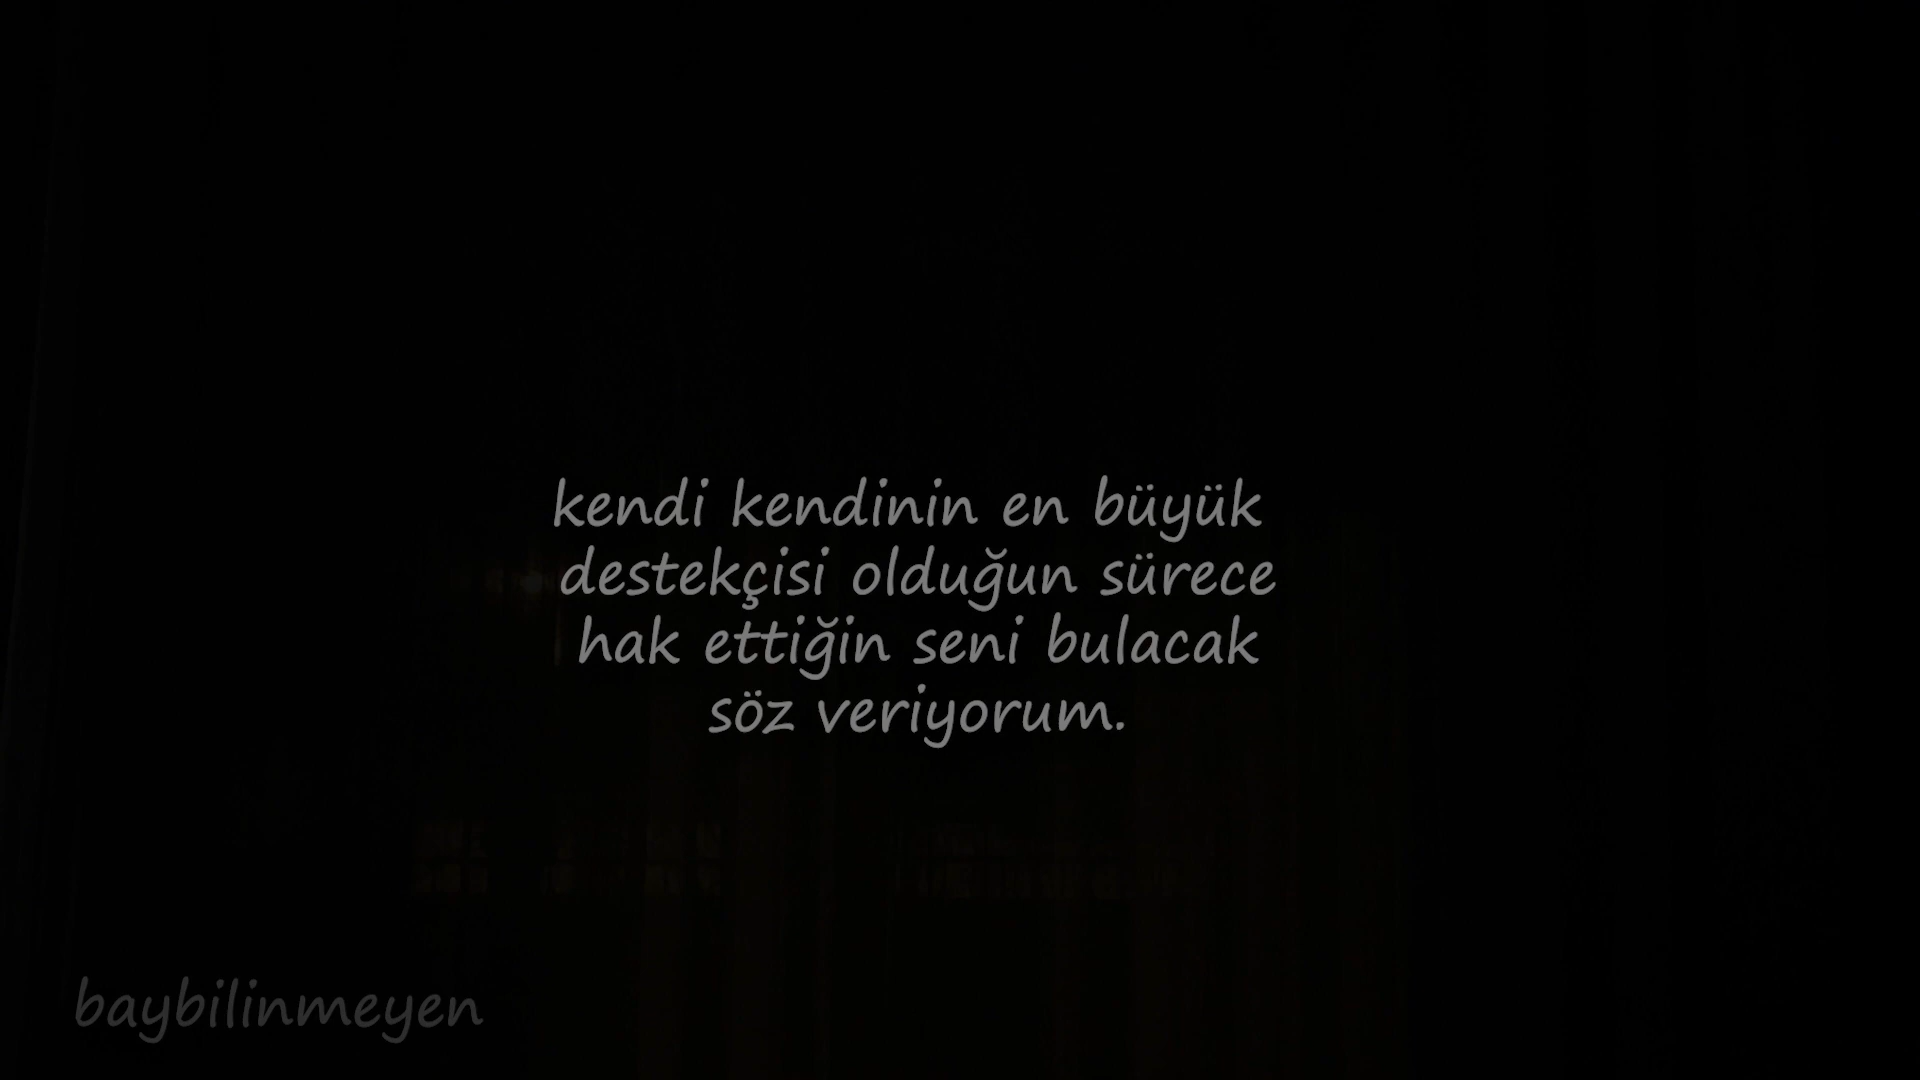 kendi kendinin en büyük
destekçisi olduğun sürece
hak ettiğin seni bulacak
söz veriyorum.
baybilinmeyen